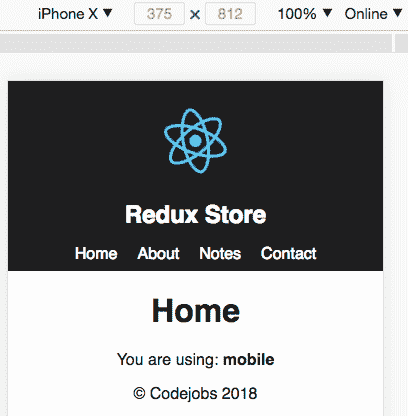 iPhone X ▼ 375 × 812 100% ▼ Online ▼
Redux Store
Home About Notes Contact
Home
You are using: mobile
© Codejobs 2018